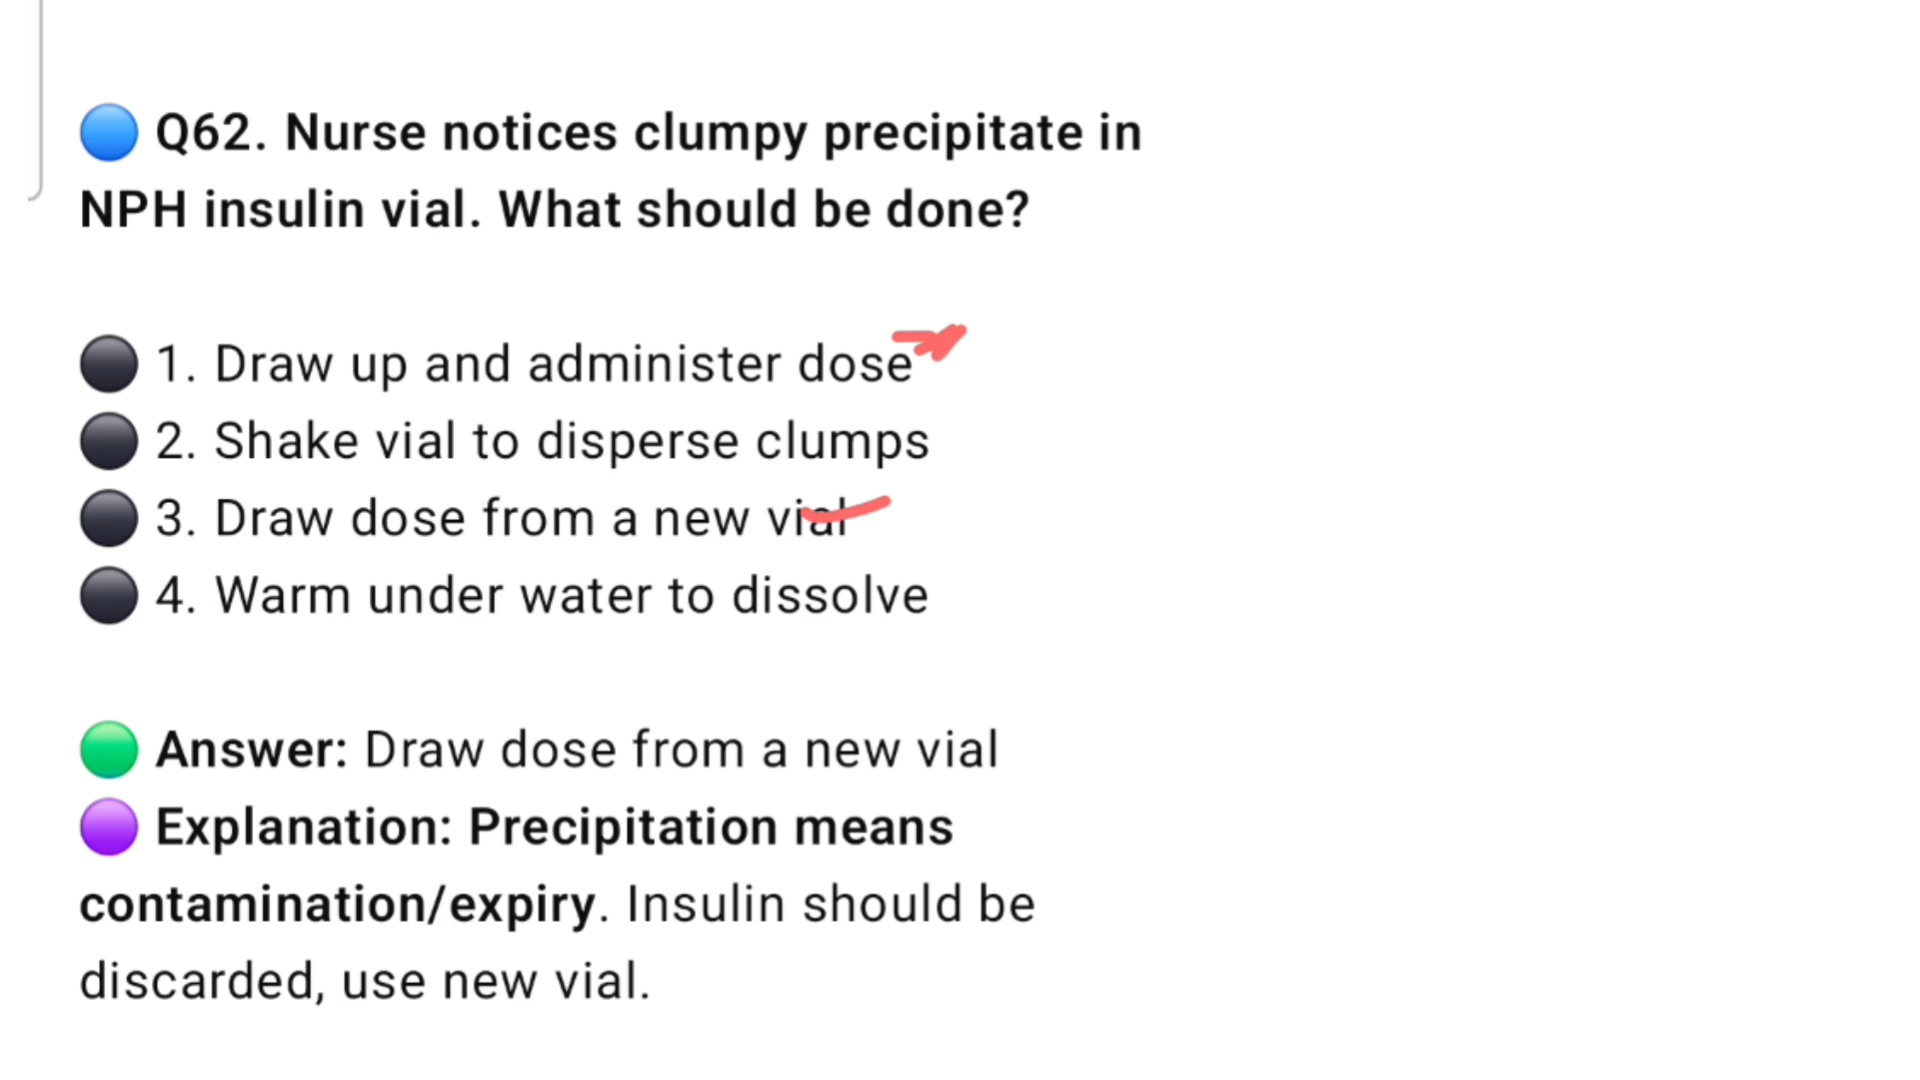 Q62. Nurse notices clumpy precipitate in
NPH insulin vial. What should be done?
1. Draw up and administer dose
2. Shake vial to disperse clumps
3. Draw dose from a new vial
4. Warm under water to dissolve
Answer: Draw dose from a new vial
Explanation: Precipitation means
contamination/expiry. Insulin should be
discarded, use new vial.